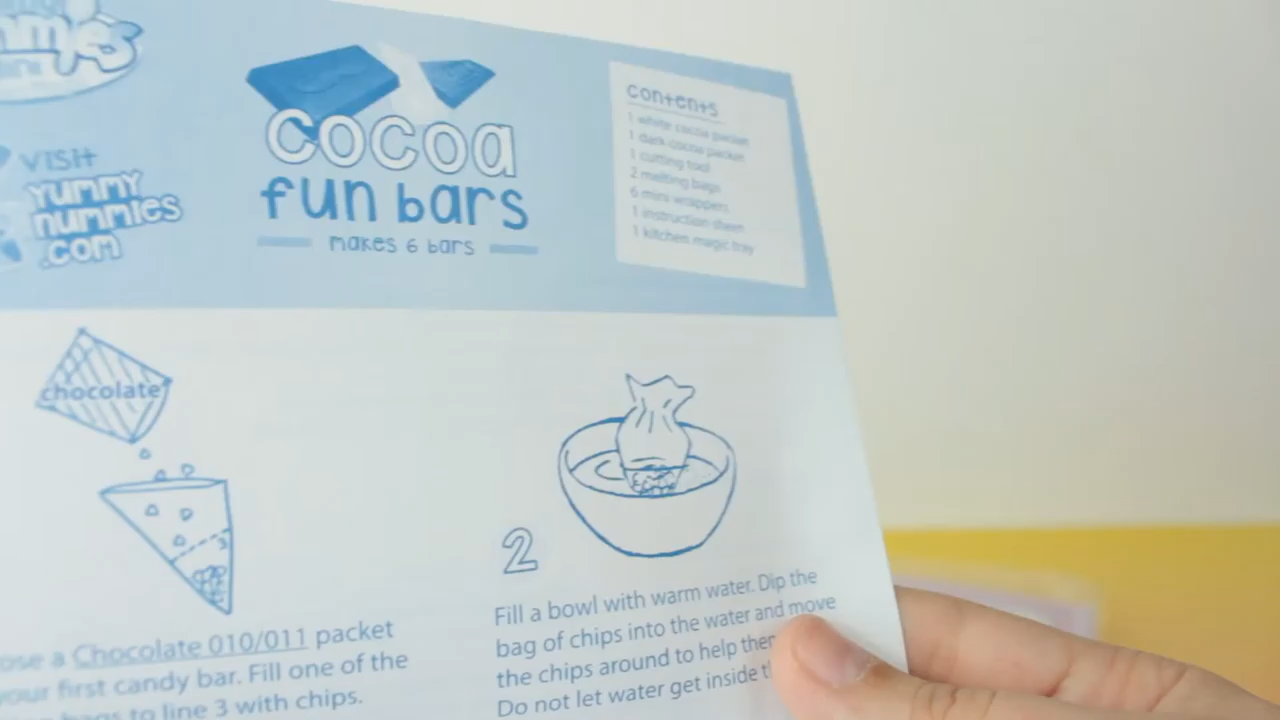 VISIT
YUMMY
NUMMIES
.COM
cocoa
fun bars
makes 6 bars
contents
1 white cocoa packet
1 dark cocoa packet
1 cutting tool
2 melting bags
6 mini wrappers
1 instruction sheet
1 kitchen magic tray
chocolate
3
2
a Chocolate 010/011 packet
your first candy bar. Fill one of the
bags to line 3 with chips.
Fill a bowl with warm water. Dip the
bag of chips into the water and move
the chips around to help
Do not let water get inside